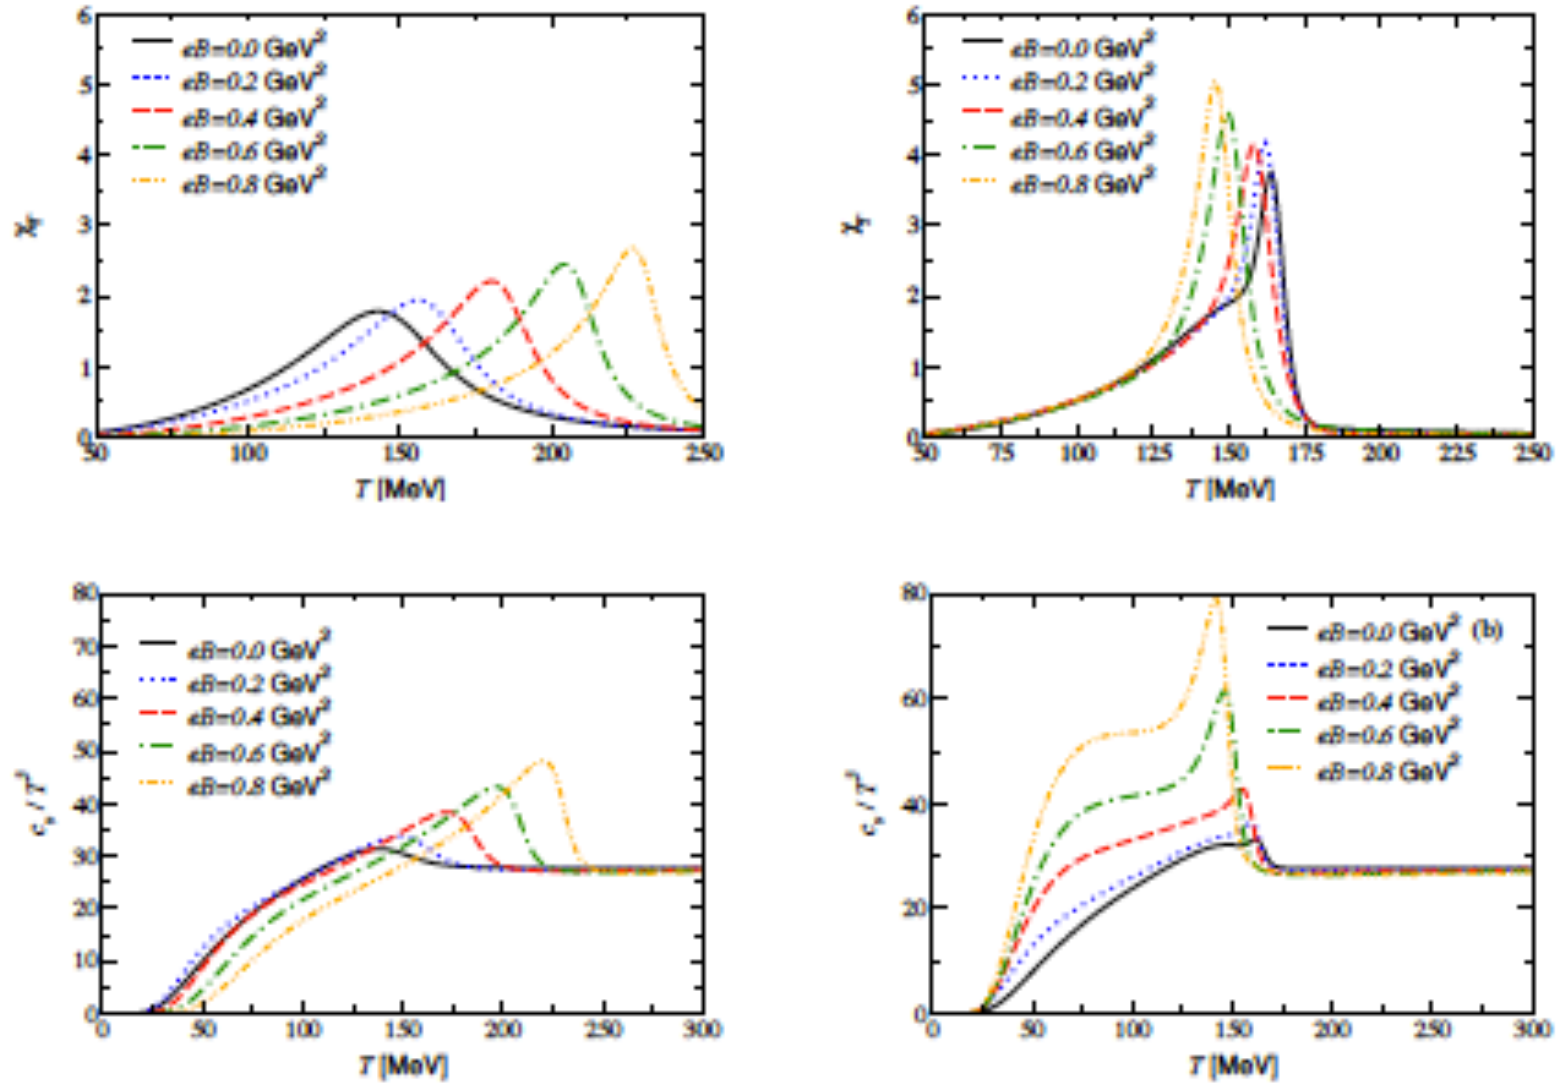 6
5
4
3
2
1
0
χ_T
eB=0.0 GeV²
eB=0.2 GeV²
eB=0.4 GeV²
eB=0.6 GeV²
eB=0.8 GeV²
50 100 150 200 250
T [MeV]
6
5
4
3
2
1
0
χ_T
eB=0.0 GeV²
eB=0.2 GeV²
eB=0.4 GeV²
eB=0.6 GeV²
eB=0.8 GeV²
50 75 100 125 150 175 200 225 250
T [MeV]
80
70
60
50
40
30
20
10
0
c_v / T³
eB=0.0 GeV²
eB=0.2 GeV²
eB=0.4 GeV²
eB=0.6 GeV²
eB=0.8 GeV²
0 50 100 150 200 250 300
T [MeV]
80
60
40
20
0
c_v / T³
eB=0.0 GeV² (b)
eB=0.2 GeV²
eB=0.4 GeV²
eB=0.6 GeV²
eB=0.8 GeV²
0 50 100 150 200 250 300
T [MeV]